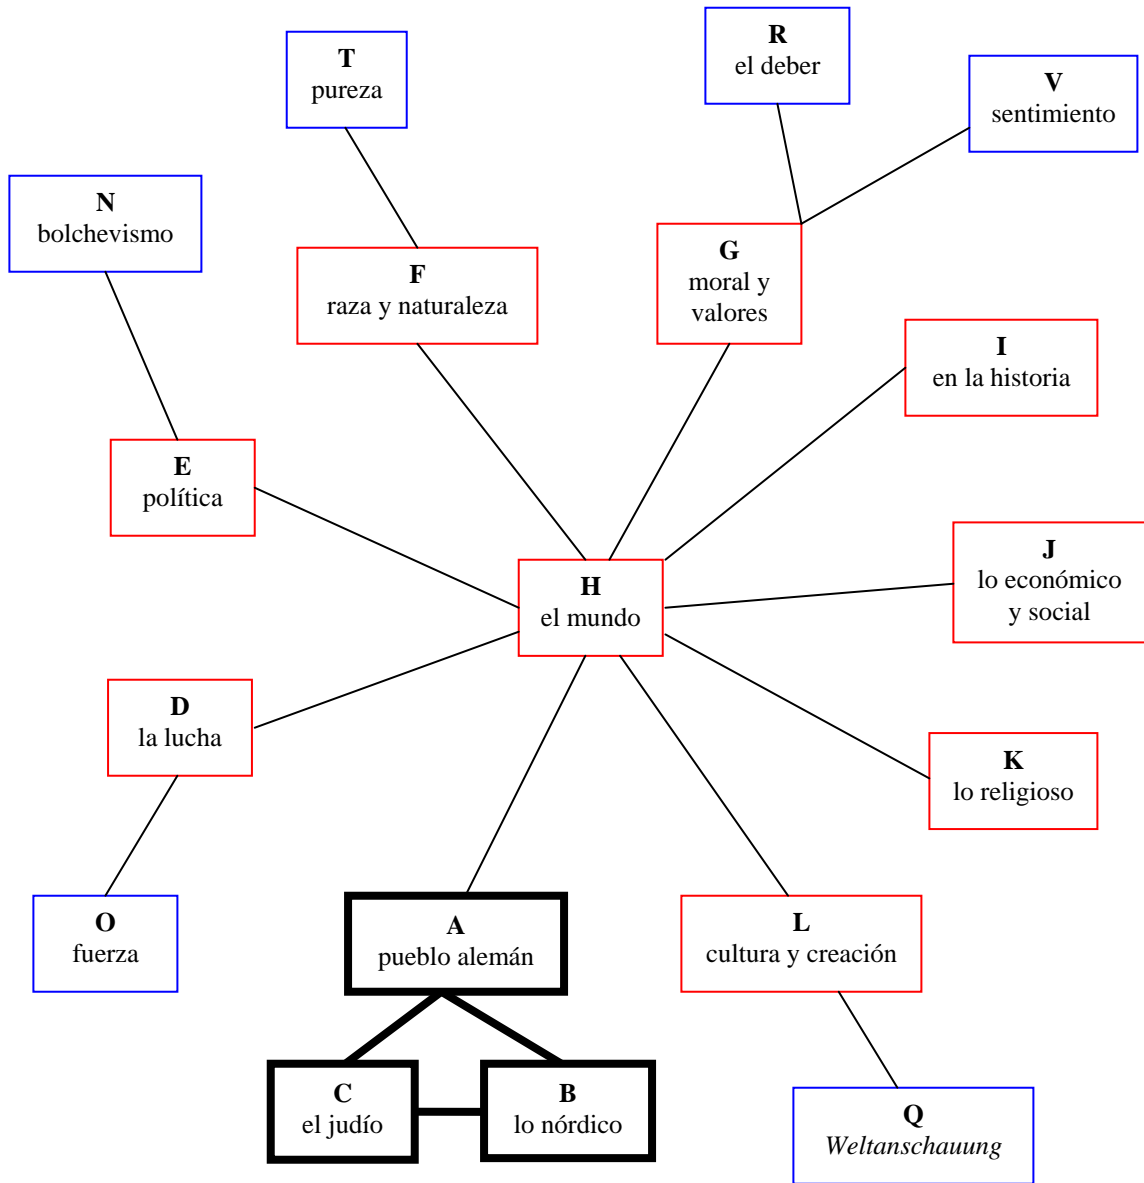 R
el deber
T
pureza
V
sentimiento
N
bolchevismo
G
moral y
valores
F
raza y naturaleza
I
en la historia
E
política
J
lo económico
y social
H
el mundo
D
la lucha
K
lo religioso
O
fuerza
A
pueblo alemán
L
cultura y creación
C
el judío
B
lo nórdico
Q
Weltanschauung